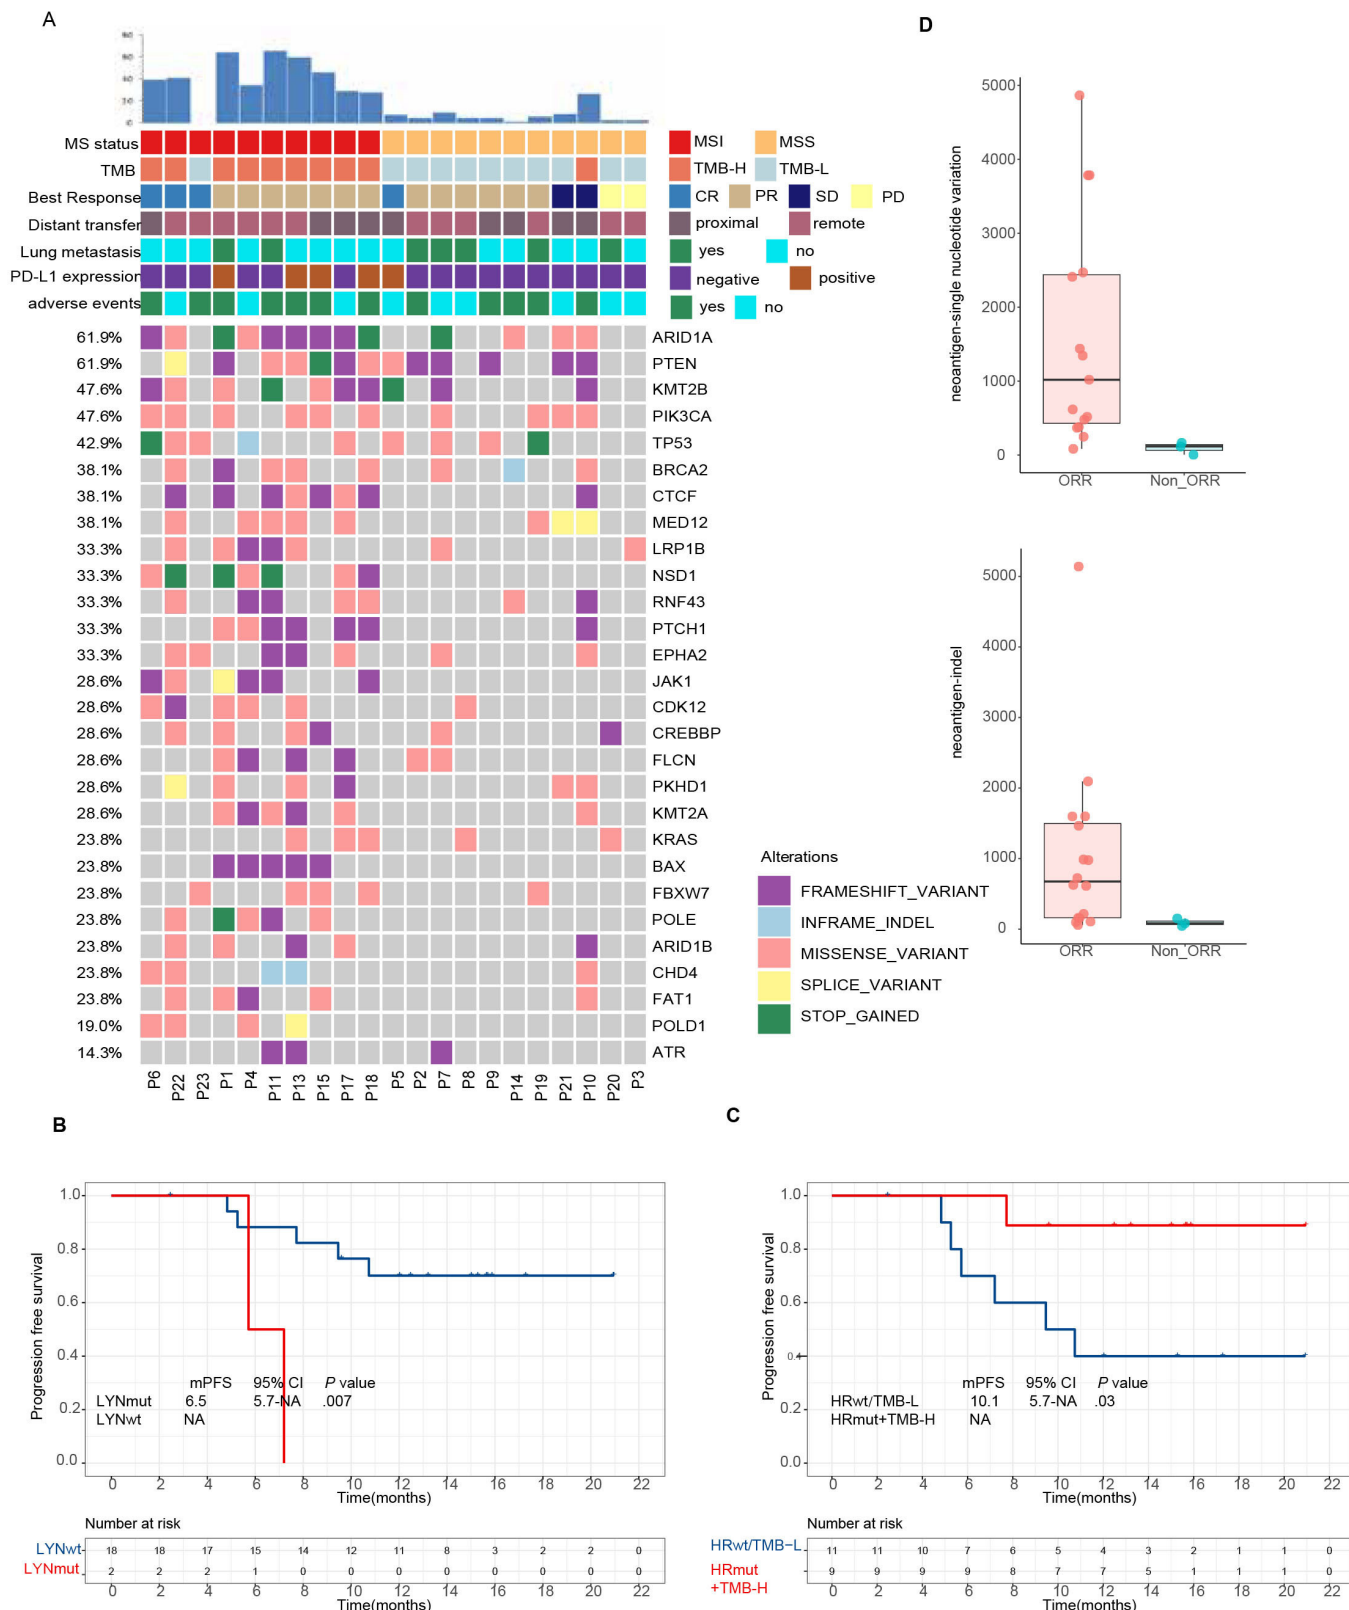 A
80
60
40
20
0
MS status
MSI
MSS
TMB
TMB-H
TMB-L
Best Response
CR
PR
SD
PD
Distant transfer
proximal
remote
Lung metastasis
yes
no
PD-L1 expression
negative
positive
adverse events
yes
no
61.9% ARID1A
61.9% PTEN
47.6% KMT2B
47.6% PIK3CA
42.9% TP53
38.1% BRCA2
38.1% CTCF
38.1% MED12
33.3% LRP1B
33.3% NSD1
33.3% RNF43
33.3% PTCH1
33.3% EPHA2
28.6% JAK1
28.6% CDK12
28.6% CREBBP
28.6% FLCN
28.6% PKHD1
28.6% KMT2A
23.8% KRAS
23.8% BAX
23.8% FBXW7
23.8% POLE
23.8% ARID1B
23.8% CHD4
23.8% FAT1
19.0% POLD1
14.3% ATR
P6 P22 P23 P1 P4 P11 P13 P15 P17 P18 P5 P2 P7 P8 P9 P14 P19 P21 P10 P20 P3
Alterations
FRAMESHIFT_VARIANT
INFRAME_INDEL
MISSENSE_VARIANT
SPLICE_VARIANT
STOP_GAINED
D
neoantigen-single nucleotide variation
5000
4000
3000
2000
1000
0
ORR Non_ORR
neoantigen-indel
5000
4000
3000
2000
1000
0
ORR Non_ORR
B
Progression free survival
1.0
0.8
0.6
0.4
0.2
0.0
mPFS 95% CI P value
LYNmut 6.5 5.7-NA .007
LYNwt NA
0 2 4 6 8 10 12 14 16 18 20 22
Time(months)
Number at risk
LYNwt 18 18 17 15 14 12 11 8 3 2 2 0
LYNmut 2 2 2 1 0 0 0 0 0 0 0 0
0 2 4 6 8 10 12 14 16 18 20 22
Time(months)
C
Progression free survival
1.0
0.8
0.6
0.4
0.2
0.0
mPFS 95% CI P value
HRwt/TMB-L 10.1 5.7-NA .03
HRmut+TMB-H NA
0 2 4 6 8 10 12 14 16 18 20 22
Time(months)
Number at risk
HRwt/TMB-L 11 11 10 7 6 5 4 3 2 1 1 0
HRmut
+TMB-H 9 9 9 9 8 7 7 5 1 1 1 0
0 2 4 6 8 10 12 14 16 18 20 22
Time(months)